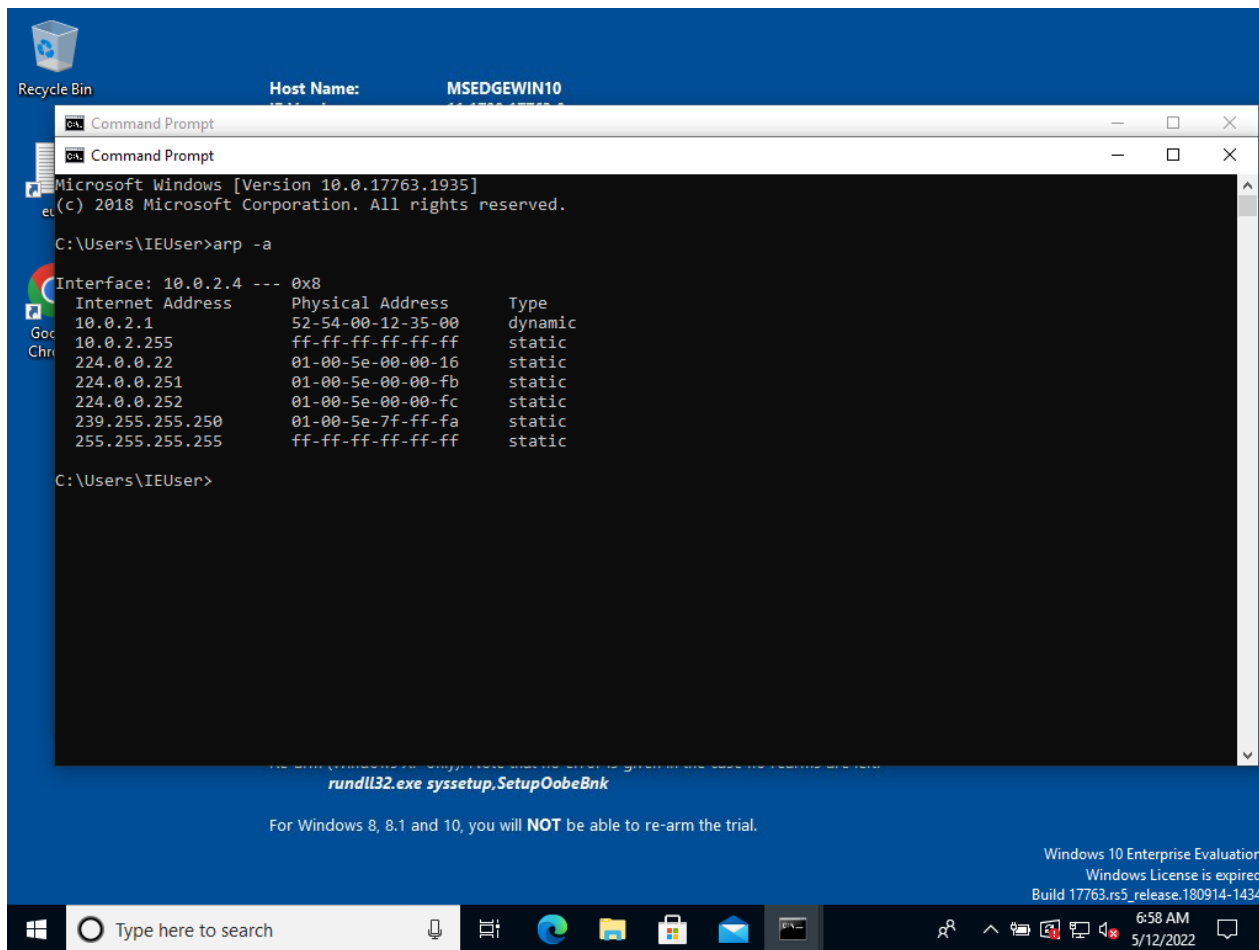 Recycle Bin
Host Name: MSEDGEWIN10
Command Prompt
Command Prompt
Microsoft Windows [Version 10.0.17763.1935]
(c) 2018 Microsoft Corporation. All rights reserved.
C:\Users\IEUser>arp -a
Interface: 10.0.2.4 --- 0x8
Internet Address Physical Address Type
10.0.2.1 52-54-00-12-35-00 dynamic
10.0.2.255 ff-ff-ff-ff-ff-ff static
224.0.0.22 01-00-5e-00-00-16 static
224.0.0.251 01-00-5e-00-00-fb static
224.0.0.252 01-00-5e-00-00-fc static
239.255.255.250 01-00-5e-7f-ff-fa static
255.255.255.255 ff-ff-ff-ff-ff-ff static
C:\Users\IEUser>
rundll32.exe syssetup,SetupOobeBnk
For Windows 8, 8.1 and 10, you will NOT be able to re-arm the trial.
Windows 10 Enterprise Evaluation
Windows License is expired
Build 17763.rs5_release.180914-1434
Type here to search
6:58 AM
5/12/2022